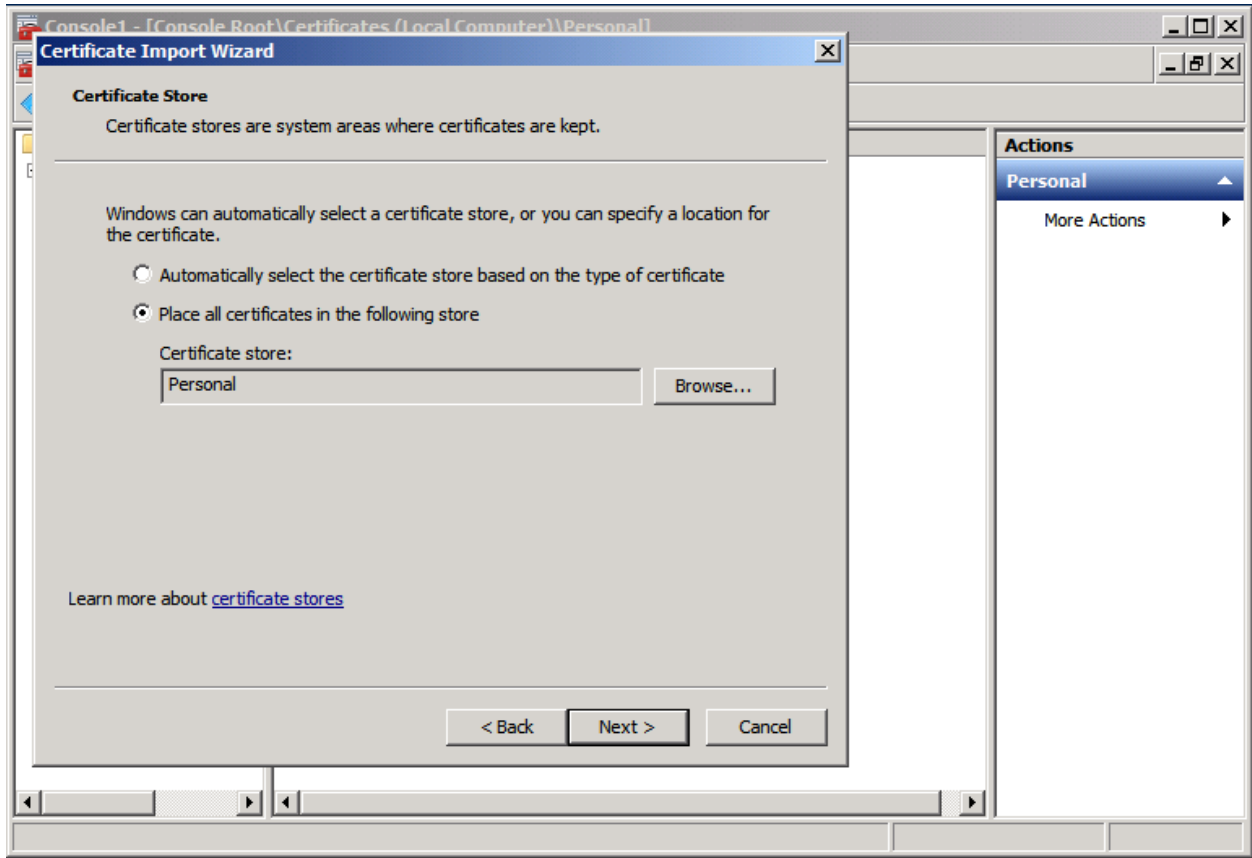 Console1 - [Console Root\Certificates (Local Computer)\Personal]
Certificate Import Wizard
Certificate Store
Certificate stores are system areas where certificates are kept.
Windows can automatically select a certificate store, or you can specify a location for
the certificate.
Automatically select the certificate store based on the type of certificate
Place all certificates in the following store
Certificate store:
Personal
Browse...
Learn more about certificate stores
< Back
Next >
Cancel
Actions
Personal
More Actions